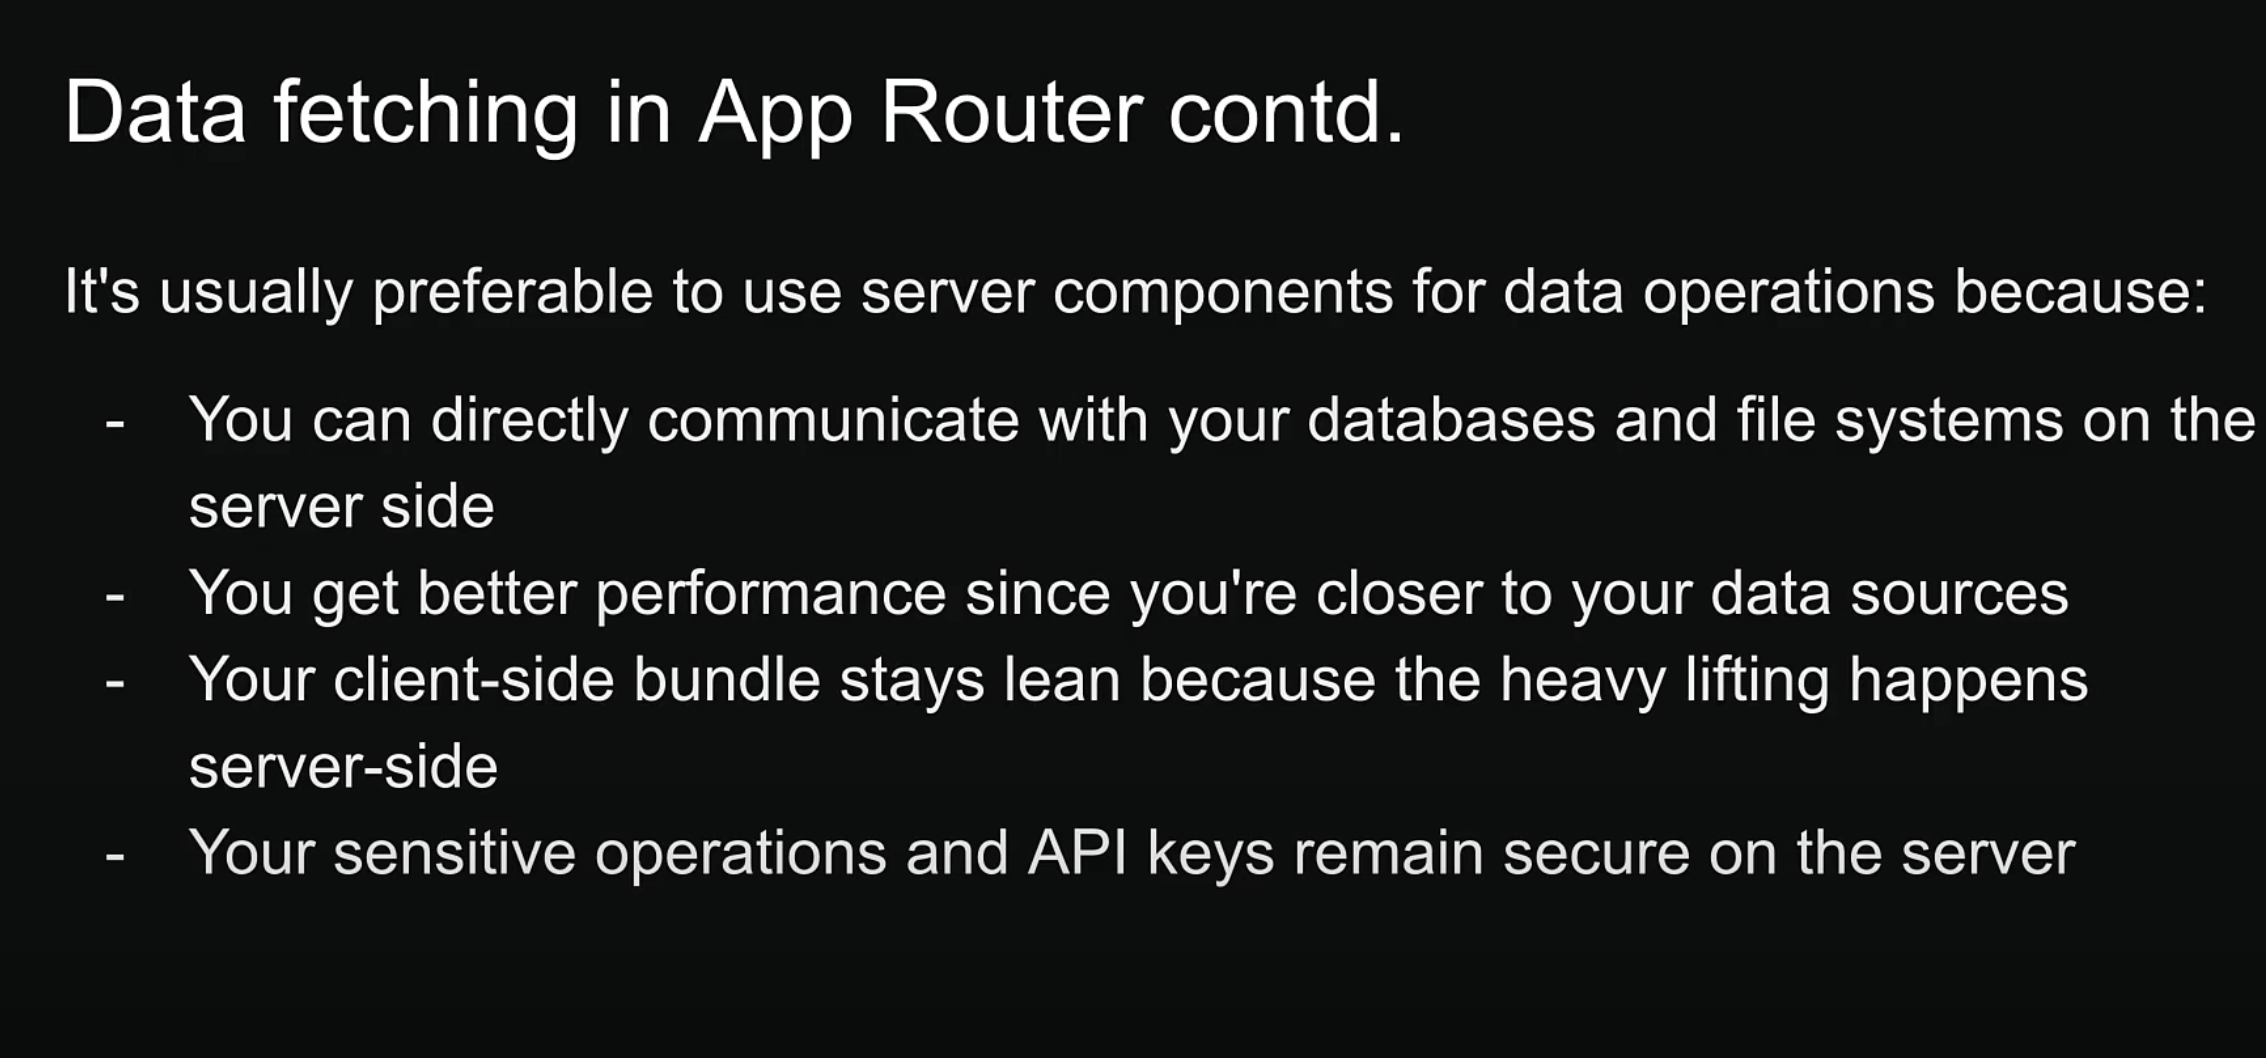 Data fetching in App Router contd.
It's usually preferable to use server components for data operations because:
- You can directly communicate with your databases and file systems on the
server side
- You get better performance since you're closer to your data sources
- Your client-side bundle stays lean because the heavy lifting happens
server-side
- Your sensitive operations and API keys remain secure on the server